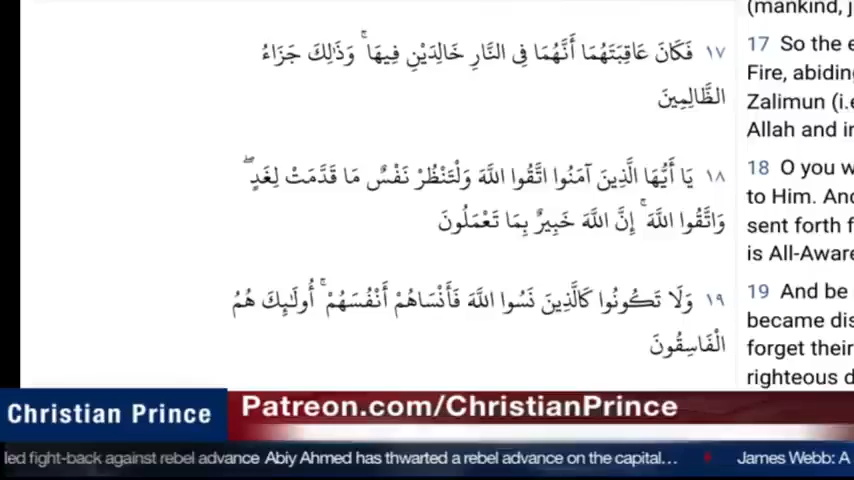 (mankind, j
١٧ فَكَانَ عَاقِبَتَهُمَا أَنَّهُمَا فِى النَّارِ خَالِدَيْنِ فِيهَا ۚ وَذَٰلِكَ جَزَاءُ
الظَّالِمِينَ
17 So the e
Fire, abiding
Zalimun (i.e
Allah and in
١٨ يَا أَيُّهَا الَّذِينَ آمَنُوا اتَّقُوا اللَّهَ وَلْتَنْظُرْ نَفْسٌ مَا قَدَّمَتْ لِغَدٍ ۖ
وَاتَّقُوا اللَّهَ ۚ إِنَّ اللَّهَ خَبِيرٌ بِمَا تَعْمَلُونَ
18 O you w
to Him. And
sent forth f
is All-Aware
١٩ وَلَا تَكُونُوا كَالَّذِينَ نَسُوا اللَّهَ فَأَنْسَاهُمْ أَنْفُسَهُمْ ۚ أُولَٰئِكَ هُمُ
الْفَاسِقُونَ
19 And be
became dis
forget their
righteous d
Christian Prince
Patreon.com/ChristianPrince
led fight-back against rebel advance Abiy Ahmed has thwarted a rebel advance on the capital... James Webb: A